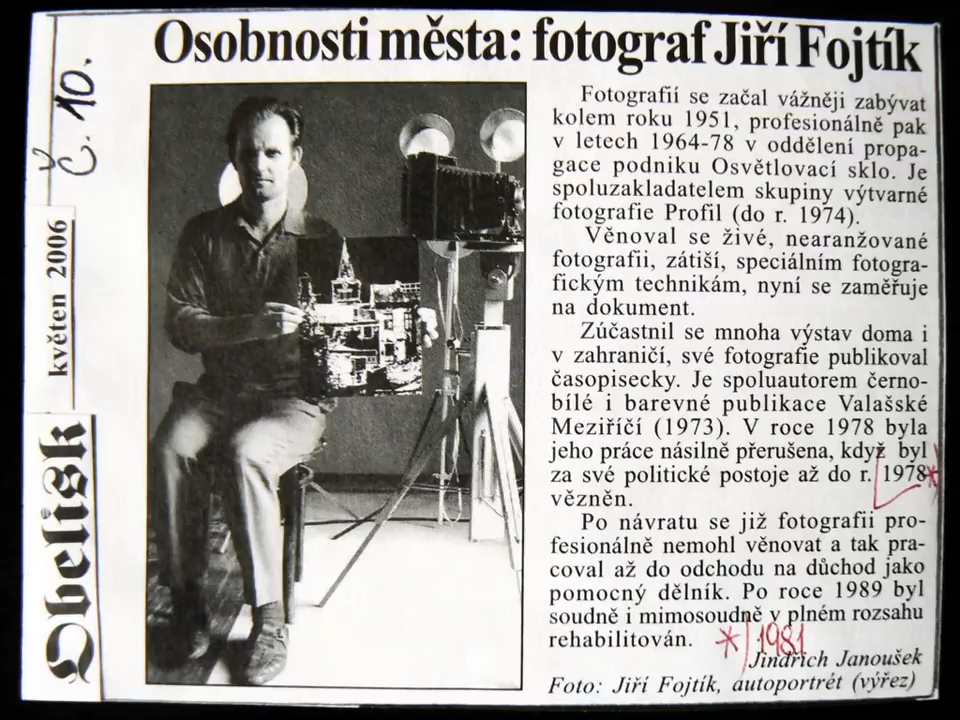 Osobnosti města: fotograf Jiří Fojtík
Č. 10.
květen 2006
Obelisk
Fotografií se začal vážněji zabývat
kolem roku 1951, profesionálně pak
v letech 1964-78 v oddělení propa-
gace podniku Osvětlovací sklo. Je
spoluzakladatelem skupiny výtvarné
fotografie Profil (do r. 1974).
Věnoval se živé, nearanžované
fotografii, zátiší, speciálním fotogra-
fickým technikám, nyní se zaměřuje
na dokument.
Zúčastnil se mnoha výstav doma i
v zahraničí, své fotografie publikoval
časopisecky. Je spoluautorem černo-
bílé i barevné publikace Valašské
Meziříčí (1973). V roce 1978 byla
jeho práce násilně přerušena, když byl
za své politické postoje až do r. 1978*
vězněn.
Po návratu se již fotografii pro-
fesionálně nemohl věnovat a tak pra-
coval až do odchodu na důchod jako
pomocný dělník. Po roce 1989 byl
soudně i mimosoudně v plném rozsahu
rehabilitován.
* 1981
Jindřich Janoušek
Foto: Jiří Fojtík, autoportrét (výřez)